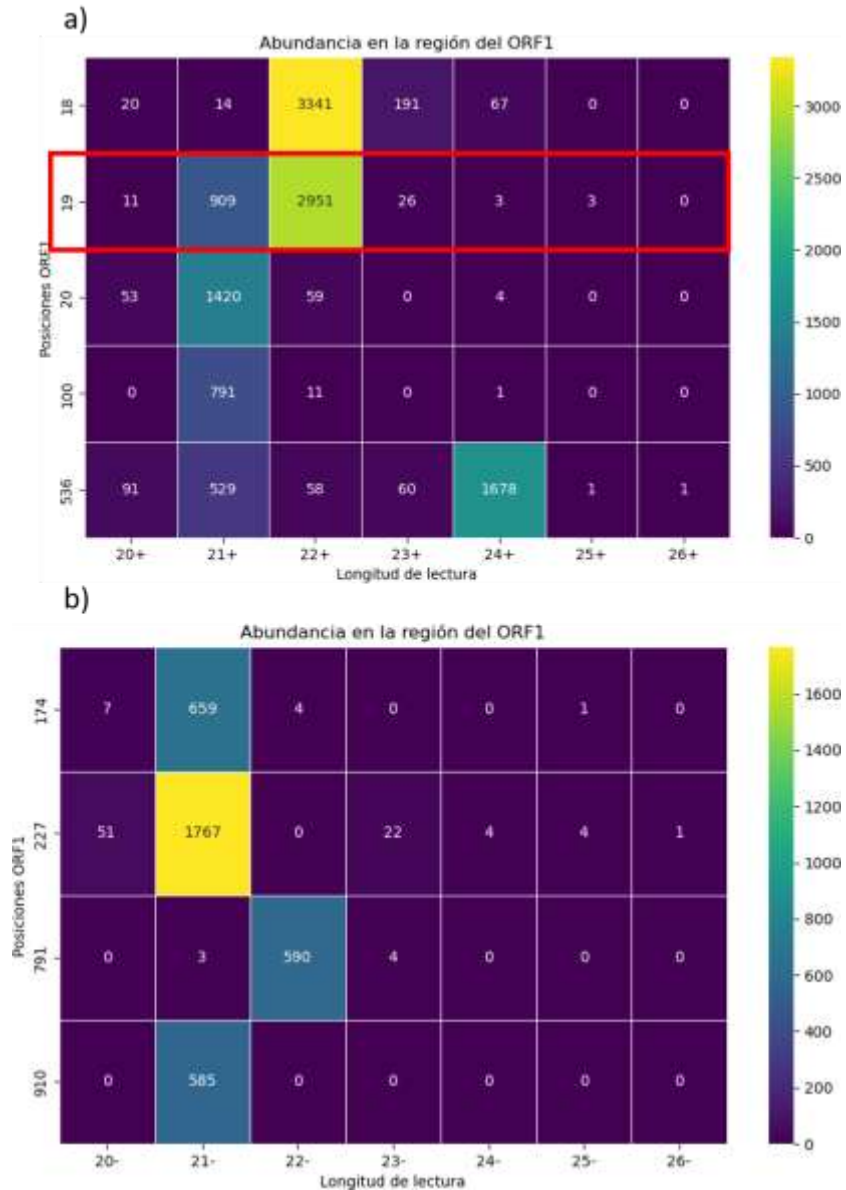 a)
Abundancia en la región del ORF1
18 20 14 3341 191 67 0 0
19 11 909 2951 26 3 3 0
20 53 1420 59 0 4 0 0
100 0 791 11 0 1 0 0
536 91 529 58 60 1678 1 1
Posiciones ORF1
20+ 21+ 22+ 23+ 24+ 25+ 26+
Longitud de lectura
3000
2500
2000
1500
1000
500
0
b)
Abundancia en la región del ORF1
174 7 659 4 0 0 1 0
227 51 1767 0 22 4 4 1
791 0 3 590 4 0 0 0
910 0 585 0 0 0 0 0
Posiciones ORF1
20- 21- 22- 23- 24- 25- 26-
Longitud de lectura
1600
1400
1200
1000
800
600
400
200
0